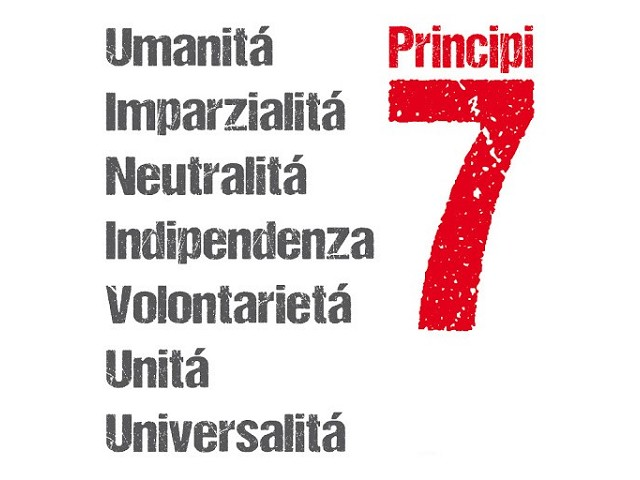 Umanitá
Imparzialitá
Neutralitá
Indipendenza
Volontarietá
Unitá
Universalitá
Principi
7